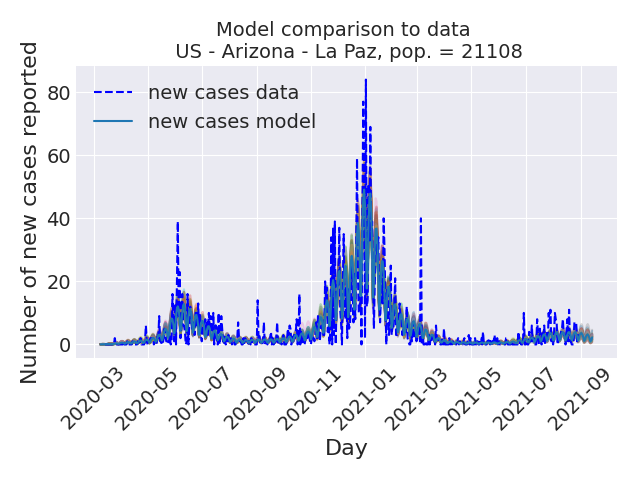 Model comparison to data
US - Arizona - La Paz, pop. = 21108
Number of new cases reported
80
60
40
20
0
new cases data
new cases model
2020-03
2020-05
2020-07
2020-09
2020-11
2021-01
2021-03
2021-05
2021-07
2021-09
Day